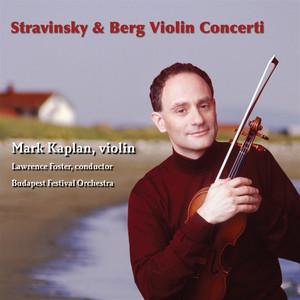 Stravinsky & Berg Violin Concerti
Mark Kaplan, violin
Lawrence Foster, conductor
Budapest Festival Orchestra